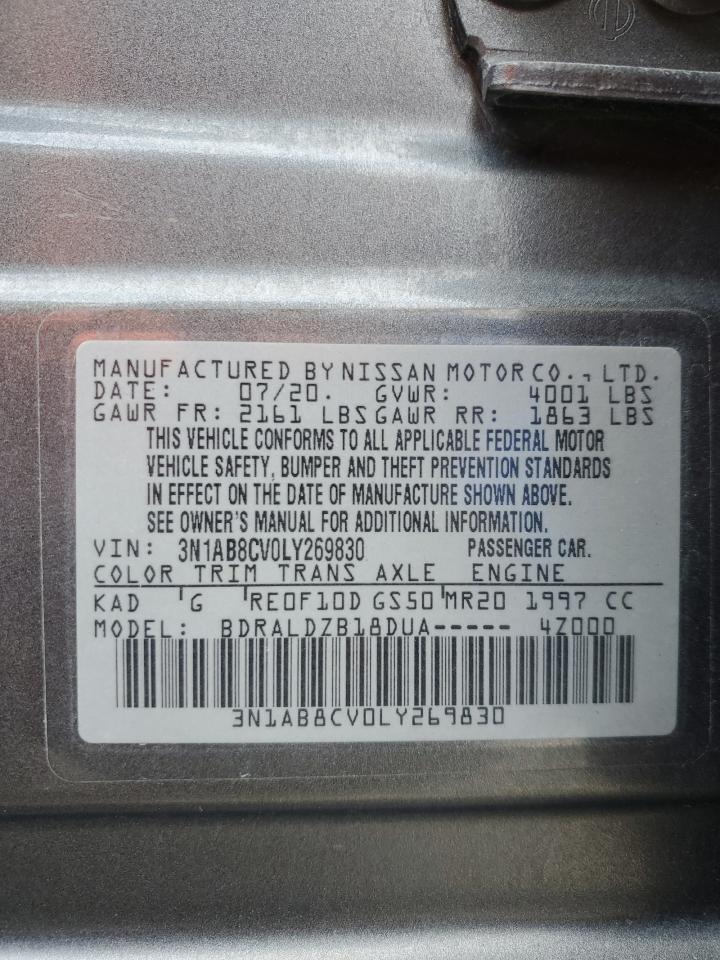 MANUFACTURED BY NISSAN MOTOR CO., LTD.
DATE: 07/20. GVWR: 4001 LBS
GAWR FR: 2161 LBS GAWR RR: 1863 LBS
THIS VEHICLE CONFORMS TO ALL APPLICABLE FEDERAL MOTOR
VEHICLE SAFETY, BUMPER AND THEFT PREVENTION STANDARDS
IN EFFECT ON THE DATE OF MANUFACTURE SHOWN ABOVE.
SEE OWNER'S MANUAL FOR ADDITIONAL INFORMATION.
VIN: 3N1AB8CV0LY269830 PASSENGER CAR.
COLOR TRIM TRANS AXLE ENGINE
KAD G RE0F10D GS50 MR20 1997 CC
MODEL: BDRALDZB18DUA----- 4Z000
3N1AB8CV0LY269830